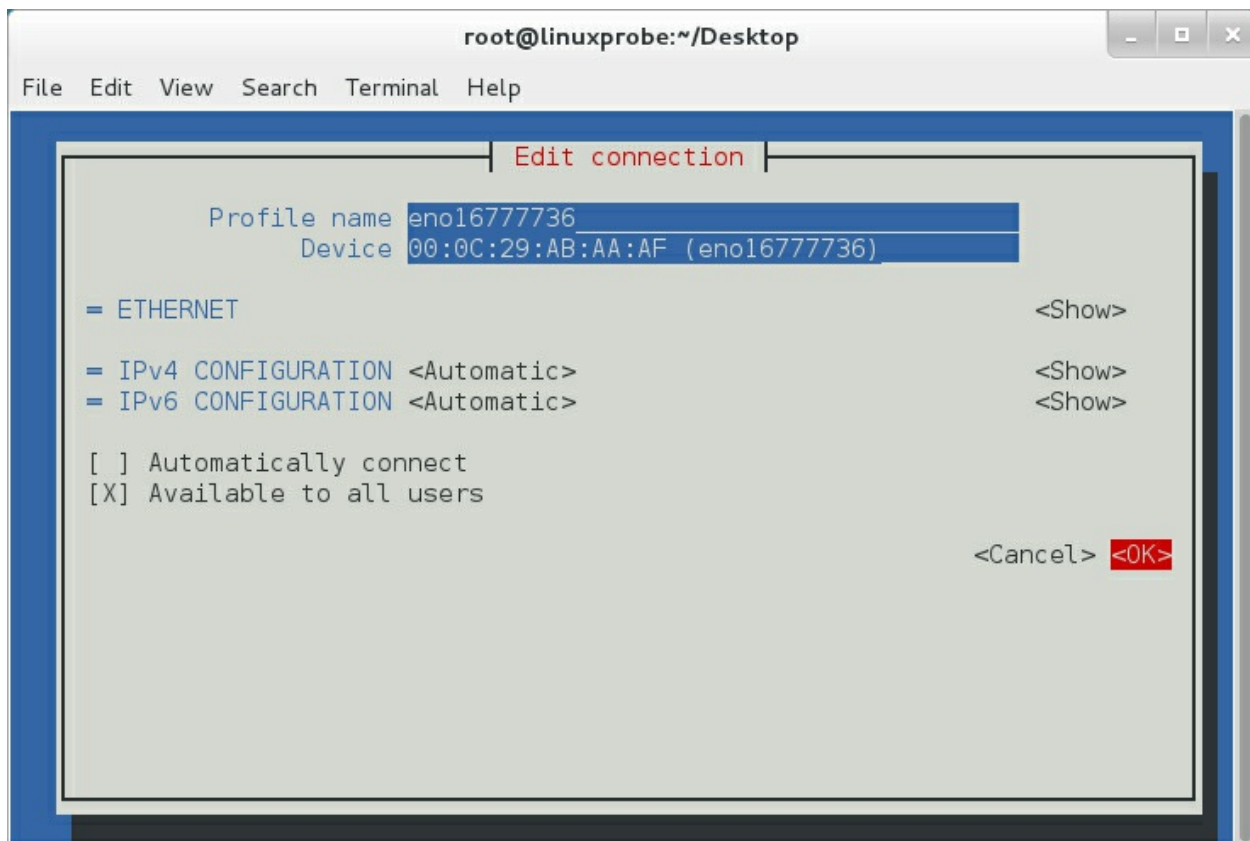 root@linuxprobe:~/Desktop
File Edit View Search Terminal Help
Edit connection
Profile name eno16777736
Device 00:0C:29:AB:AA:AF (eno16777736)
= ETHERNET <Show>
= IPv4 CONFIGURATION <Automatic> <Show>
= IPv6 CONFIGURATION <Automatic> <Show>
[ ] Automatically connect
[X] Available to all users
<Cancel> <OK>